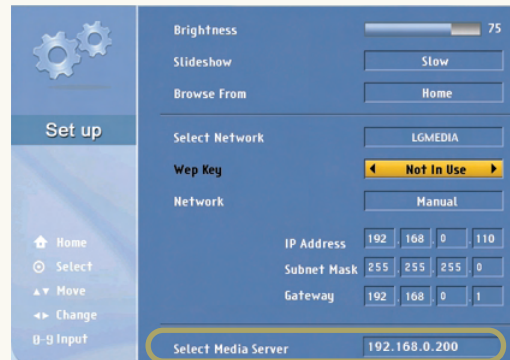 Brightness 75
Slideshow Slow
Browse From Home
Set up
Select Network LGMEDIA
Wep Key Not In Use
Network Manual
IP Address 192 . 168 . 0 . 110
Subnet Mask 255 . 255 . 255 . 0
Gateway 192 . 168 . 0 . 1
Home
Select
Move
Change
0-9 Input
Select Media Server 192.168.0.200